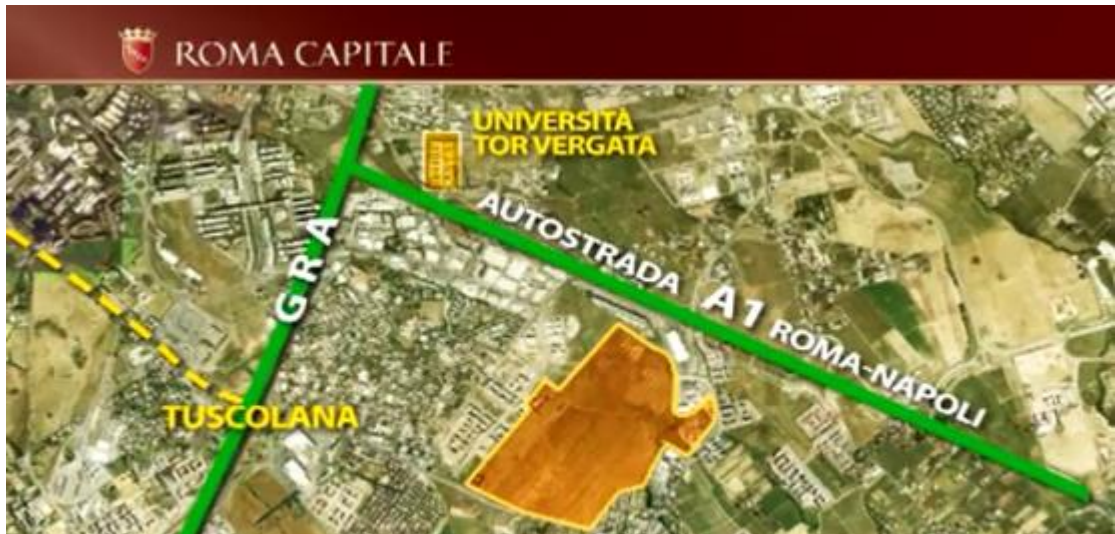 ROMA CAPITALE
UNIVERSITÀ
TOR VERGATA
GRA
AUTOSTRADA A1 ROMA-NAPOLI
TUSCOLANA